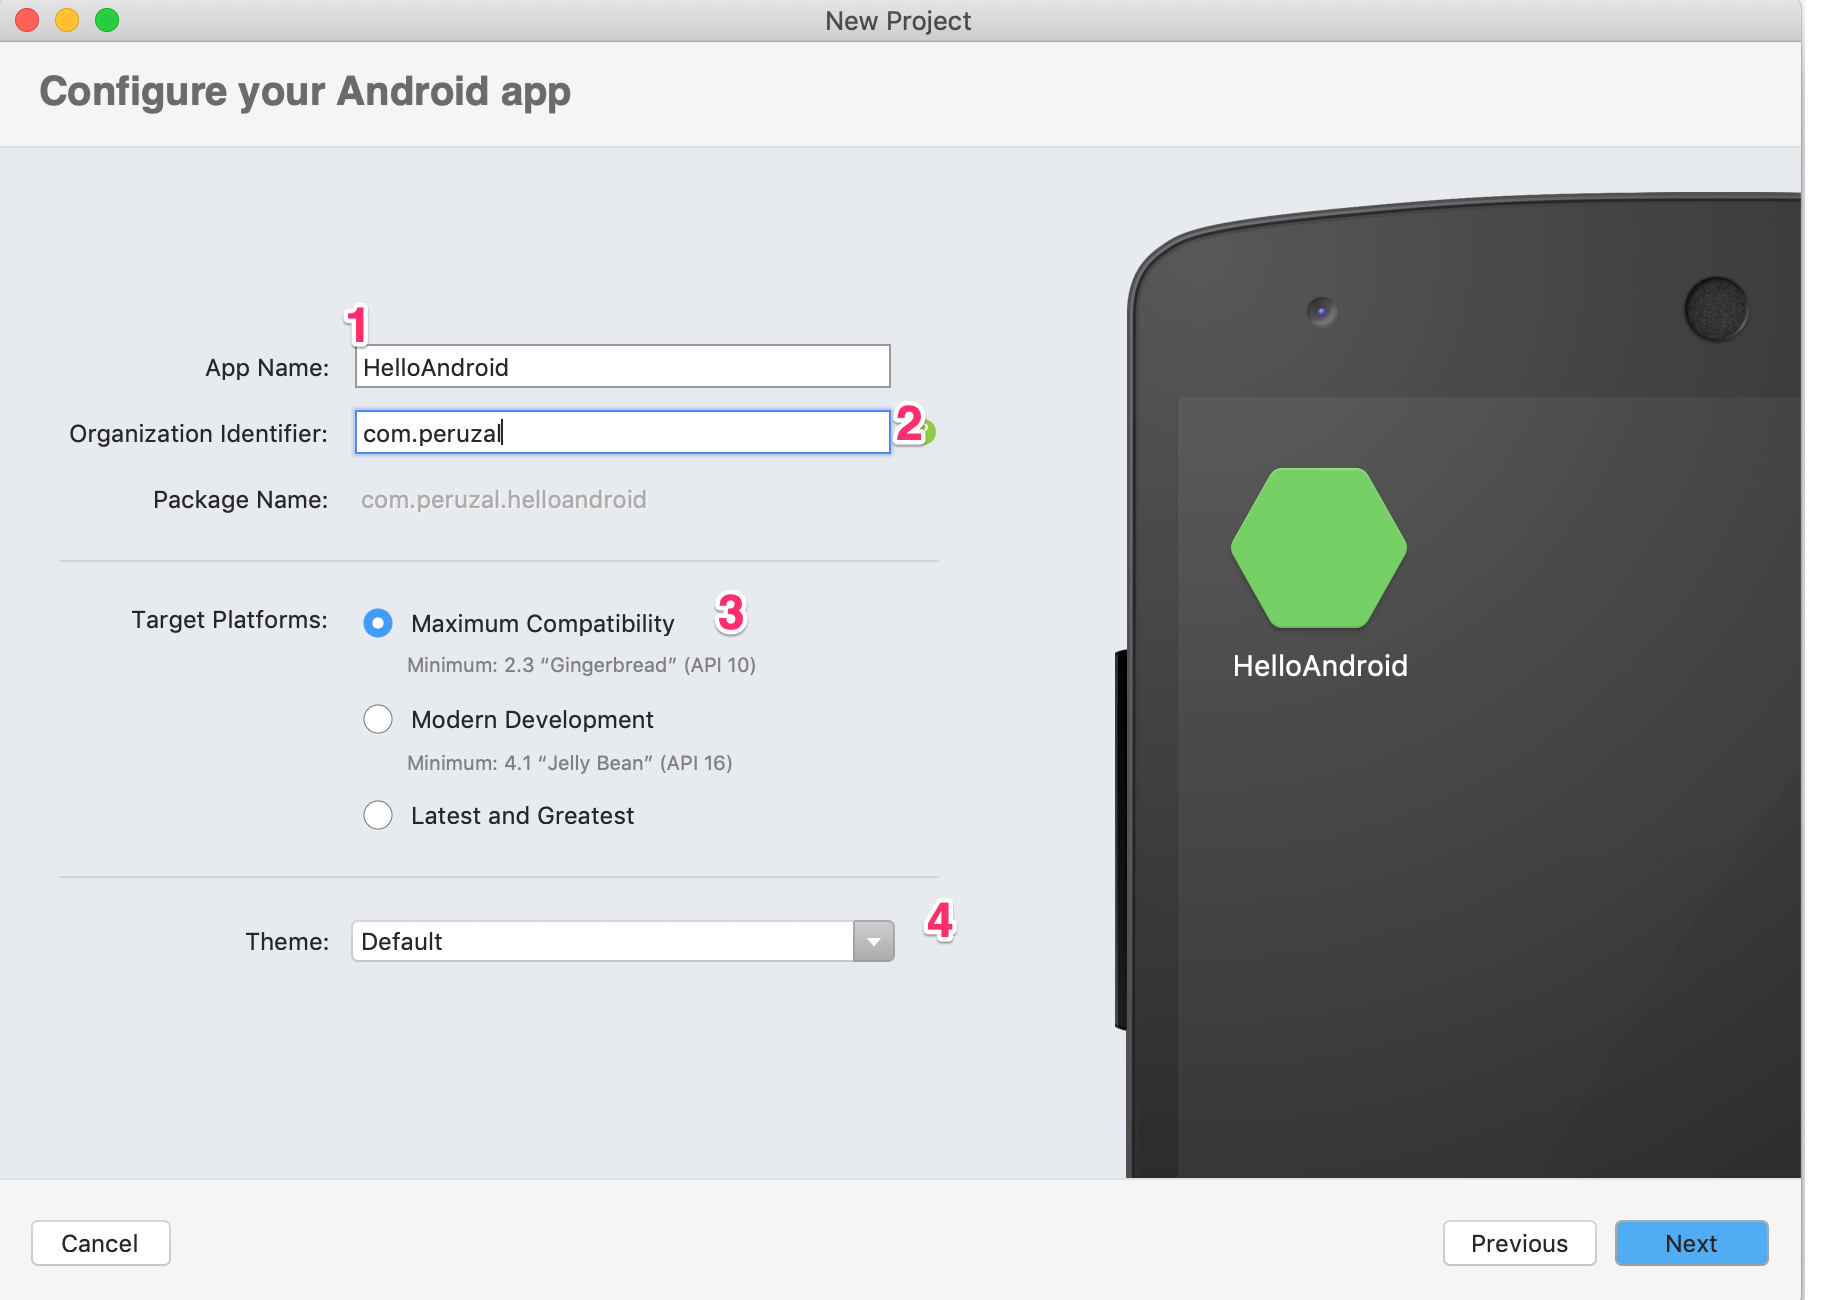 New Project
Configure your Android app
1
App Name: HelloAndroid
Organization Identifier: com.peruzal 2
Package Name: com.peruzal.helloandroid
Target Platforms: Maximum Compatibility 3
Minimum: 2.3 “Gingerbread” (API 10)
Modern Development
Minimum: 4.1 “Jelly Bean” (API 16)
Latest and Greatest
Theme: Default 4
HelloAndroid
Cancel Previous Next